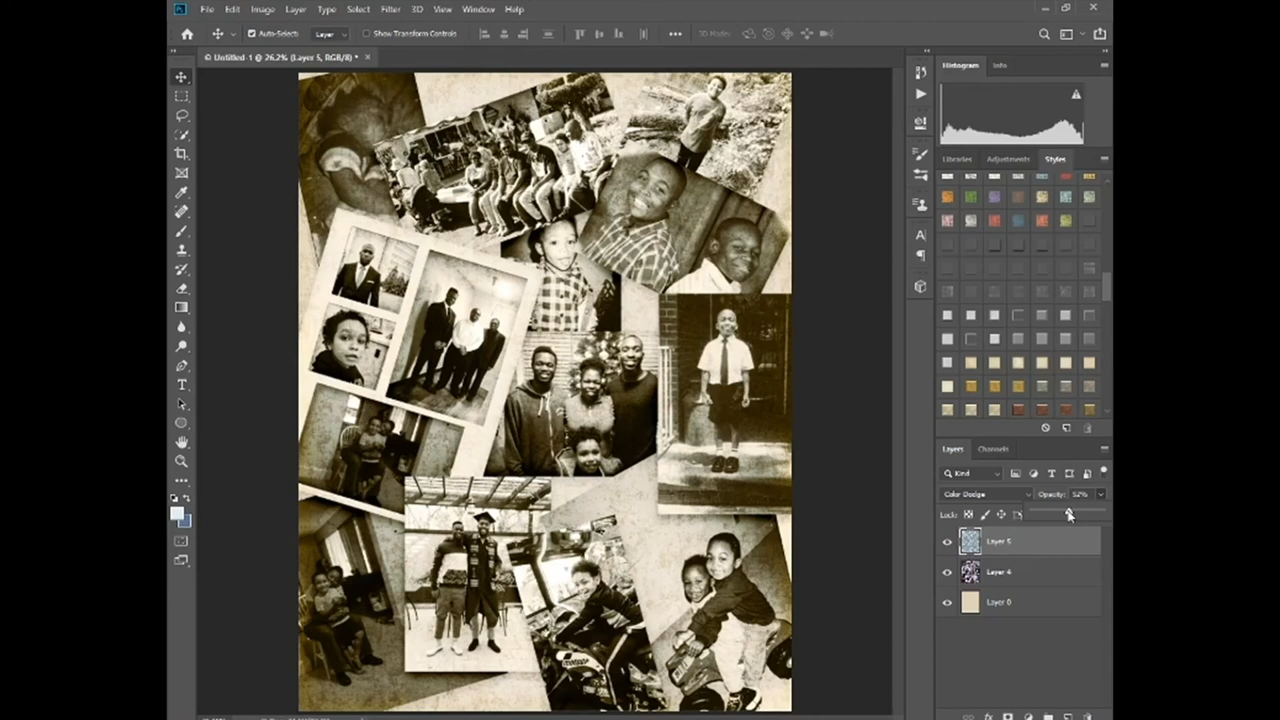 File Edit Image Layer Type Select Filter 3D View Window Help
Auto-Select: Layer Show Transform Controls 3D Mode:
© Untitled-1 @ 26.2% (Layer 5, RGB/8) *
Histogram Info
Libraries Adjustments Styles
Layers Channels
Kind
Color Dodge Opacity: 52%
Lock:
Layer 5
Layer 4
Layer 0